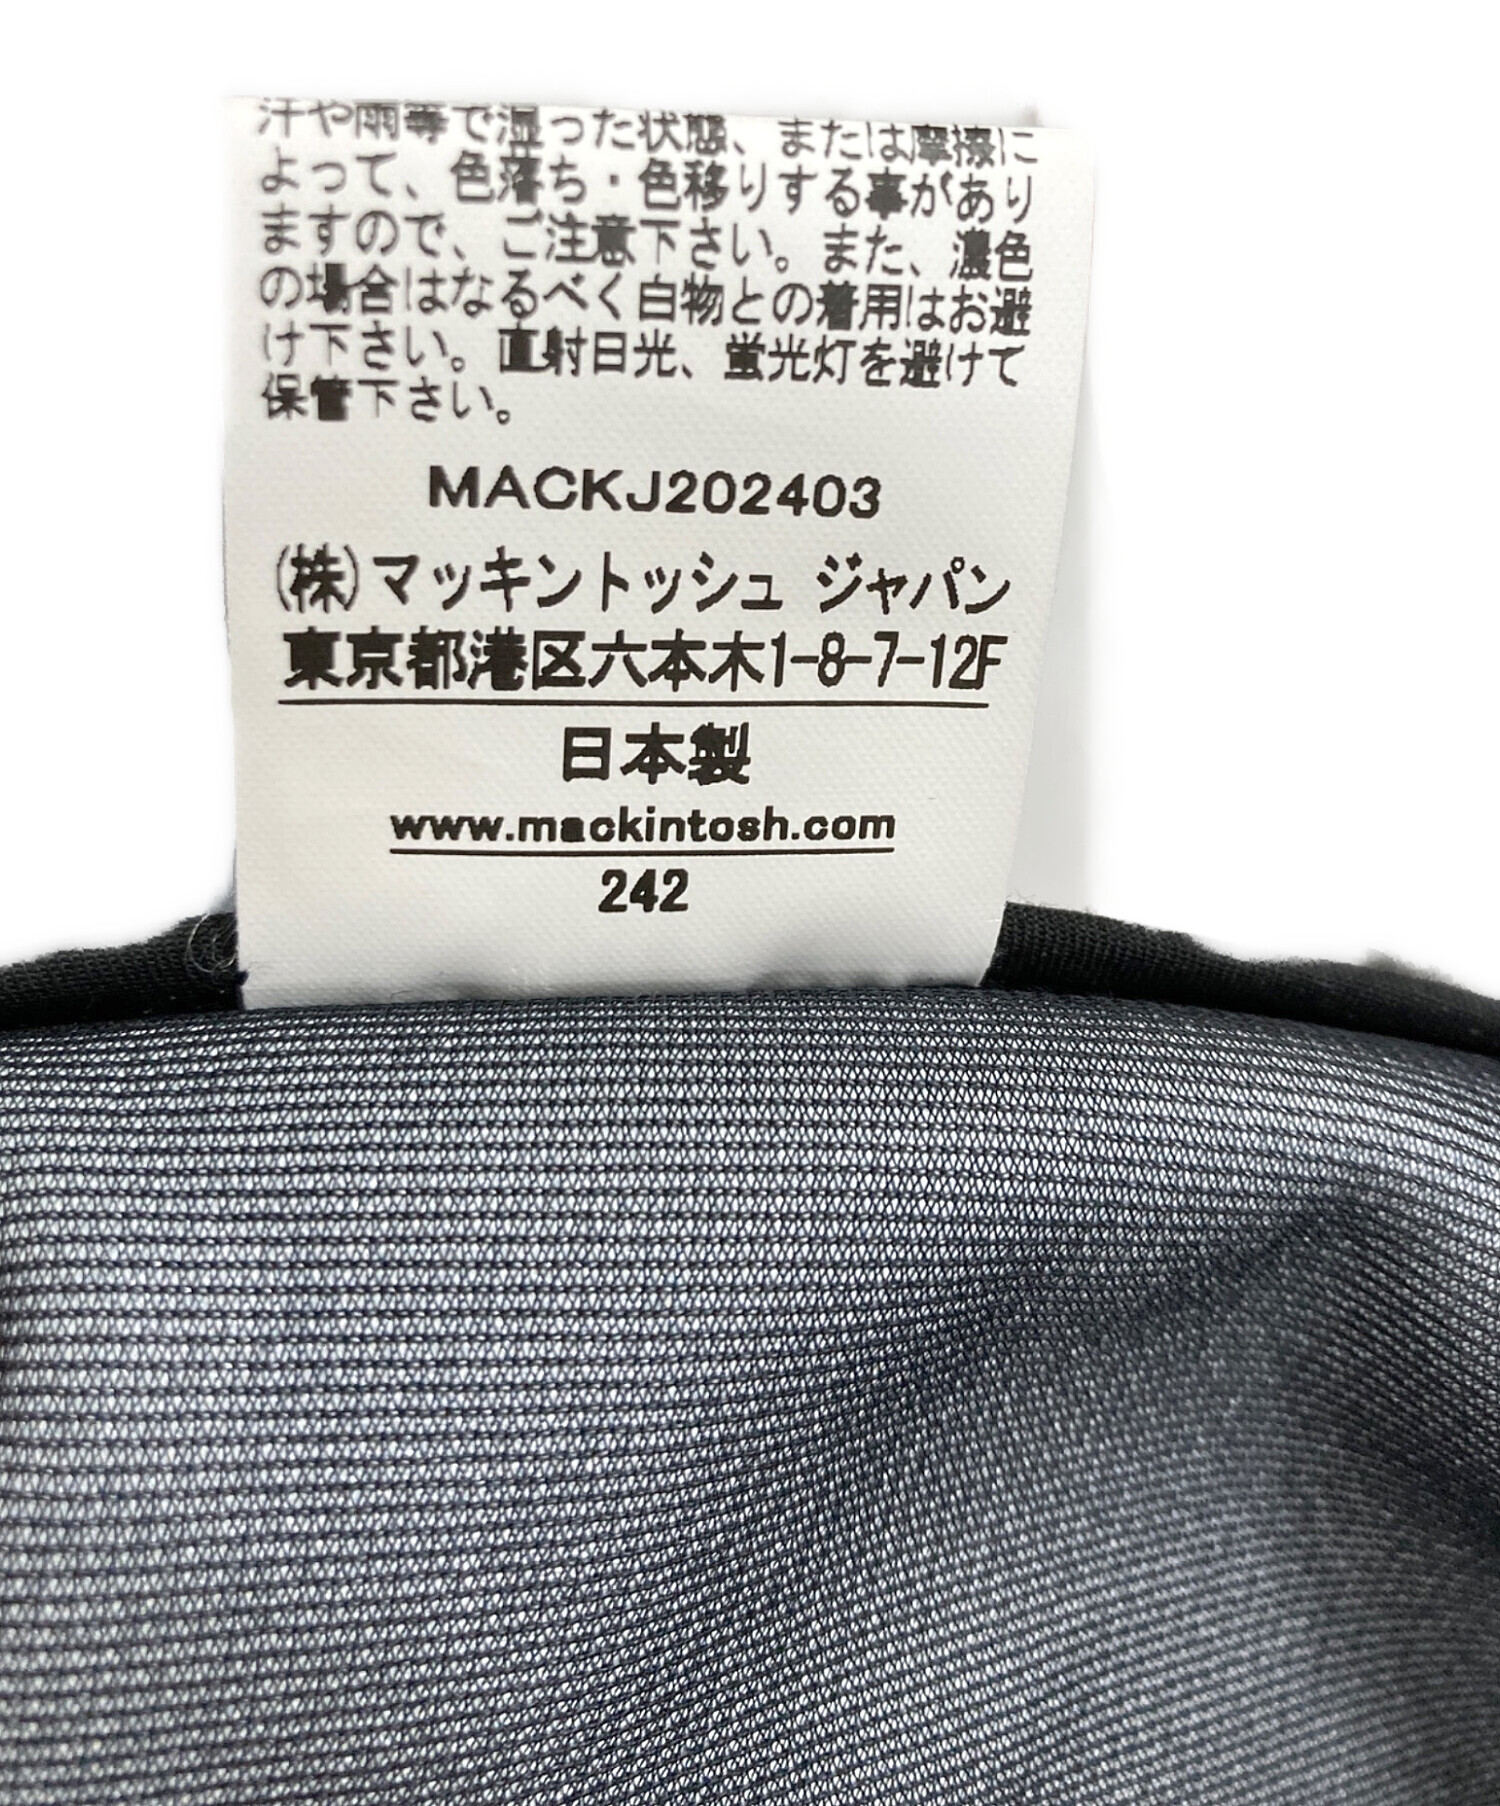 汗や雨等で湿った状態、または摩擦に
よって、色落ち・色移りする事があり
ますので、ご注意下さい。また、濃色
の場合はなるべく白物との着用はお避
け下さい。直射日光、蛍光灯を避けて
保管下さい。
MACKJ202403
(株)マッキントッシュ ジャパン
東京都港区六本木1-8-7-12F
日本製
www.mackintosh.com
242